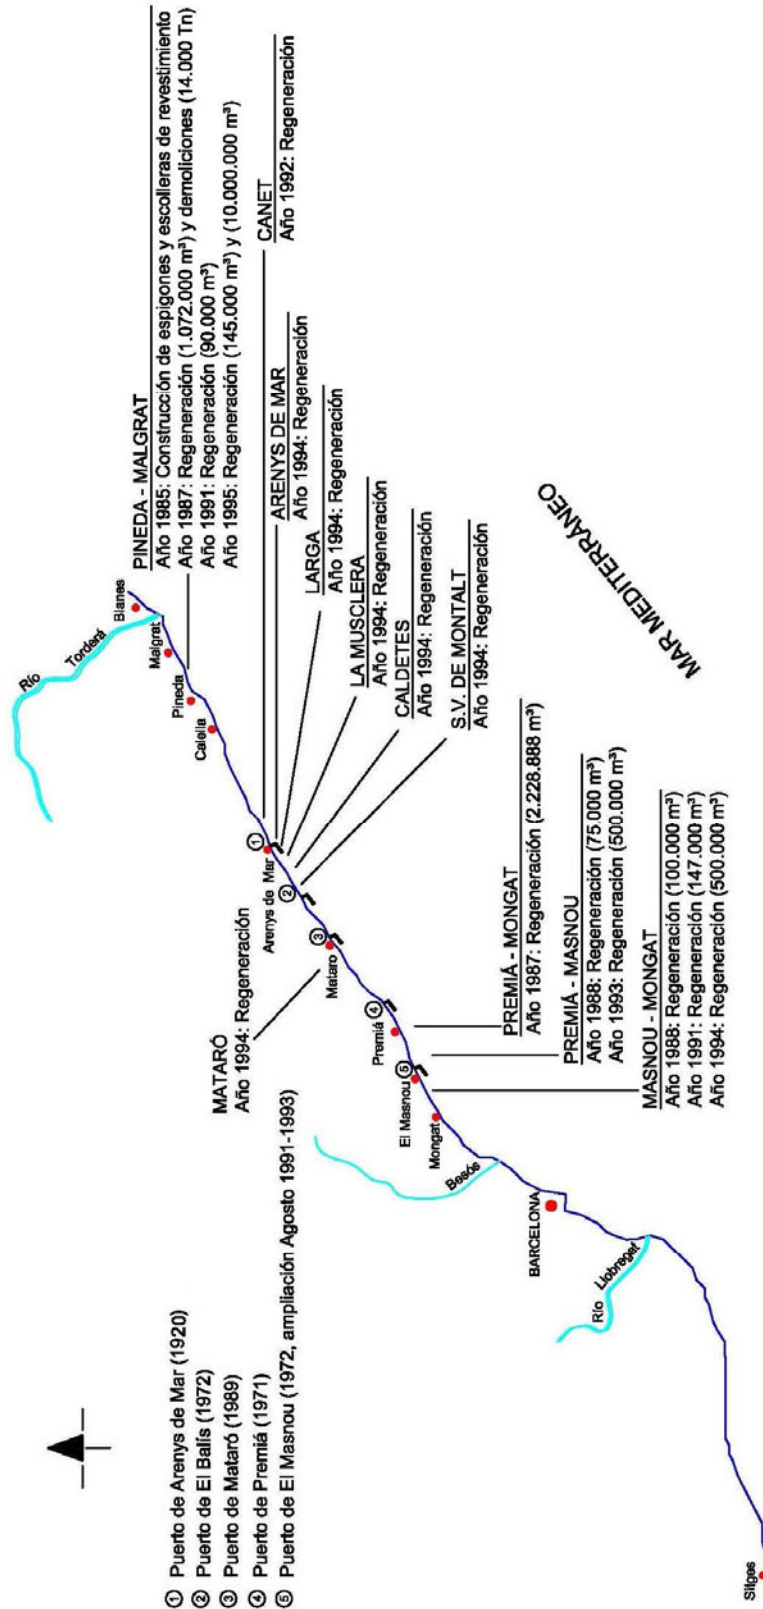 ① Puerto de Arenys de Mar (1920)
② Puerto de El Balís (1972)
③ Puerto de Mataró (1989)
④ Puerto de Premiá (1971)
⑤ Puerto de El Masnou (1972, ampliación Agosto 1991-1993)
MATARÓ
Año 1994: Regeneración
Río
Torderá
Blanes
Malgrat
Pineda
Calella
①
Arenys de Mar
②
③
Mataro
④
Premiá
⑤
El Masnou
Mongat
Besós
BARCELONA
Río
Llobregat
Sitges
PINEDA - MALGRAT
Año 1985: Construcción de espigones y escolleras de revestimiento
Año 1987: Regeneración (1.072.000 m³) y demoliciones (14.000 Tn)
Año 1991: Regeneración (90.000 m³)
Año 1995: Regeneración (145.000 m³) y (10.000.000 m³)
CANET
Año 1992: Regeneración
ARENYS DE MAR
Año 1994: Regeneración
LARGA
Año 1994: Regeneración
LA MUSCLERA
Año 1994: Regeneración
CALDETES
Año 1994: Regeneración
S.V. DE MONTALT
Año 1994: Regeneración
PREMIÁ - MONGAT
Año 1987: Regeneración (2.228.888 m³)
PREMIÁ - MASNOU
Año 1988: Regeneración (75.000 m³)
Año 1993: Regeneración (500.000 m³)
MASNOU - MONGAT
Año 1988: Regeneración (100.000 m³)
Año 1991: Regeneración (147.000 m³)
Año 1994: Regeneración (500.000 m³)
MAR MEDITERRÁNEO